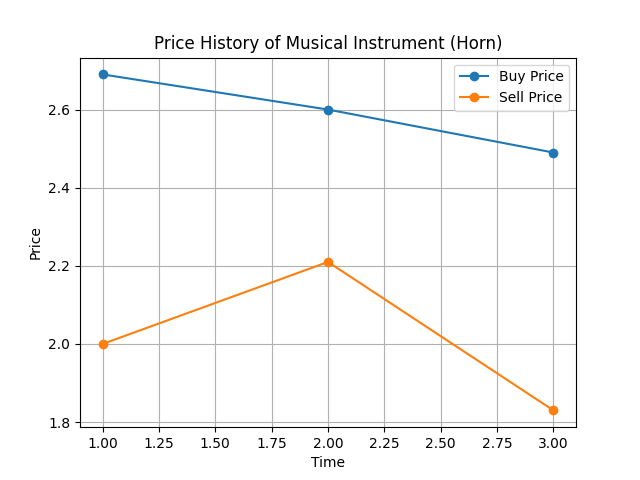 Price History of Musical Instrument (Horn)
Buy Price
Sell Price
Price
2.6
2.4
2.2
2.0
1.8
1.00 1.25 1.50 1.75 2.00 2.25 2.50 2.75 3.00
Time